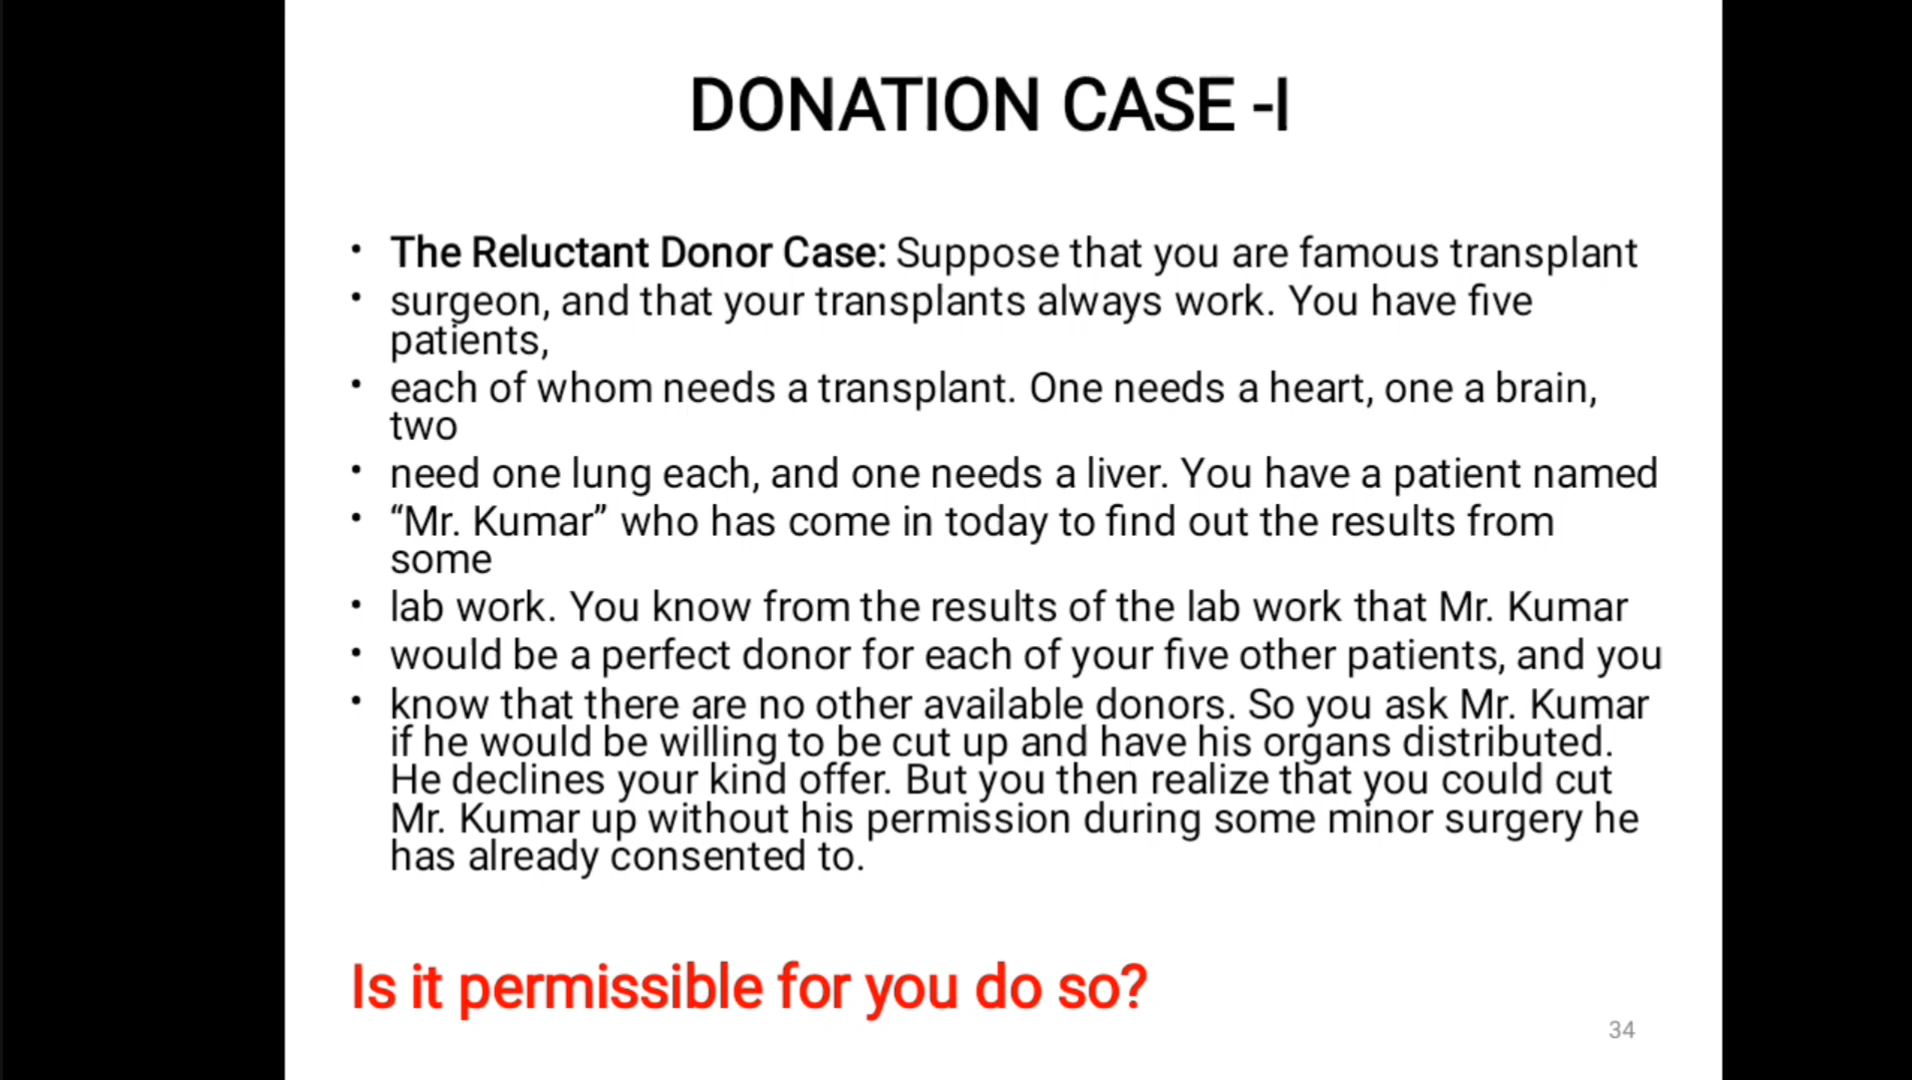 DONATION CASE -I
• The Reluctant Donor Case: Suppose that you are famous transplant
• surgeon, and that your transplants always work. You have five
patients,
• each of whom needs a transplant. One needs a heart, one a brain,
two
• need one lung each, and one needs a liver. You have a patient named
• “Mr. Kumar” who has come in today to find out the results from
some
• lab work. You know from the results of the lab work that Mr. Kumar
• would be a perfect donor for each of your five other patients, and you
• know that there are no other available donors. So you ask Mr. Kumar
if he would be willing to be cut up and have his organs distributed.
He declines your kind offer. But you then realize that you could cut
Mr. Kumar up without his permission during some minor surgery he
has already consented to.
Is it permissible for you do so?
34